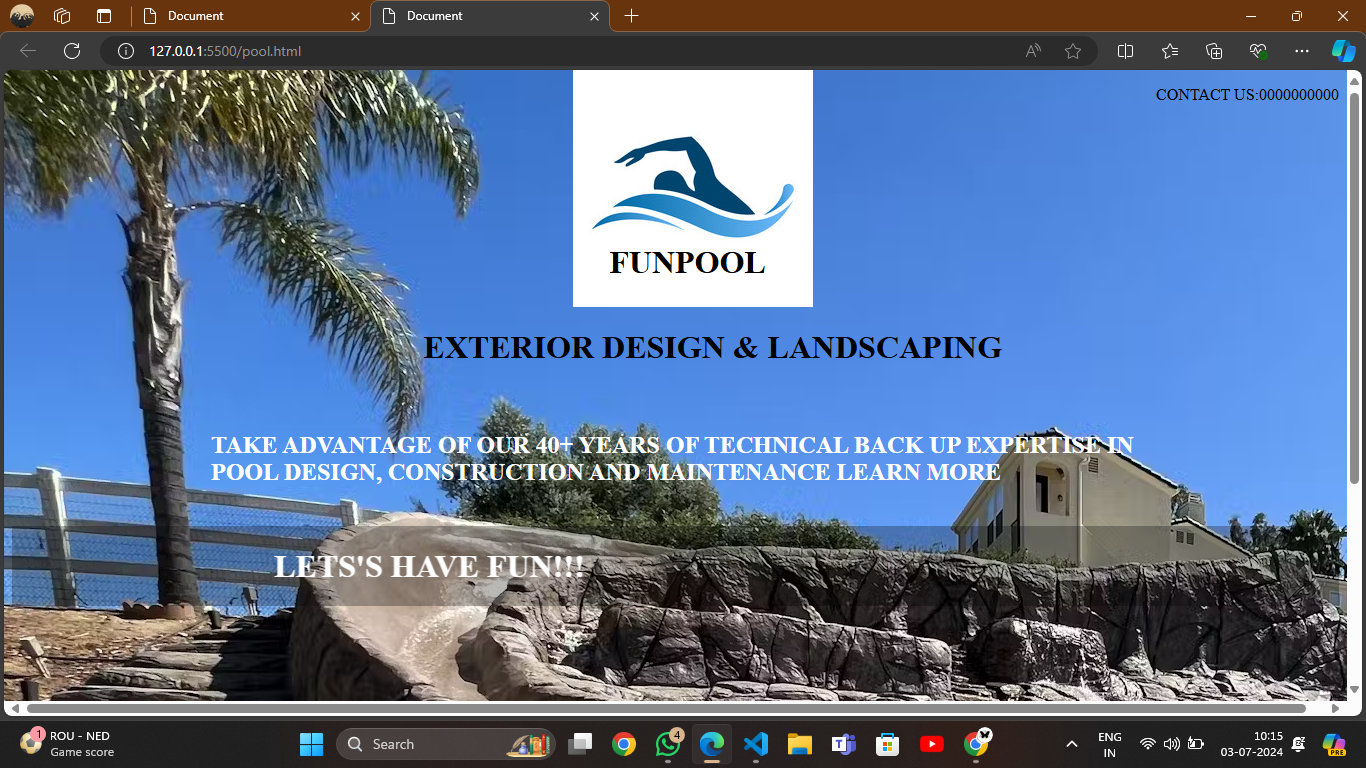 Document
Document
127.0.0.1:5500/pool.html
CONTACT US:0000000000
FUNPOOL
EXTERIOR DESIGN & LANDSCAPING
TAKE ADVANTAGE OF OUR 40+ YEARS OF TECHNICAL BACK UP EXPERTISE IN
POOL DESIGN, CONSTRUCTION AND MAINTENANCE LEARN MORE
LETS'S HAVE FUN!!!
1
ROU - NED
Game score
Search
4
ENG
IN
10:15
03-07-2024
PRE